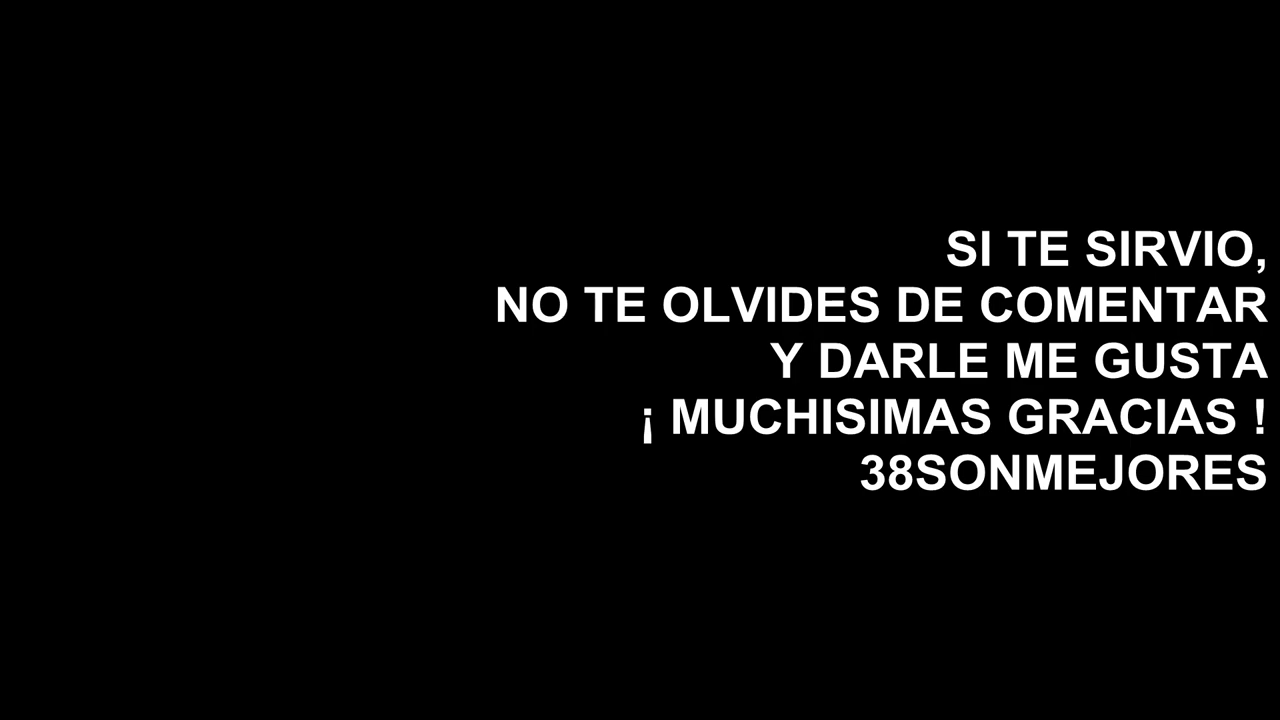 SI TE SIRVIO,
NO TE OLVIDES DE COMENTAR
Y DARLE ME GUSTA
¡ MUCHISIMAS GRACIAS !
38SONMEJORES